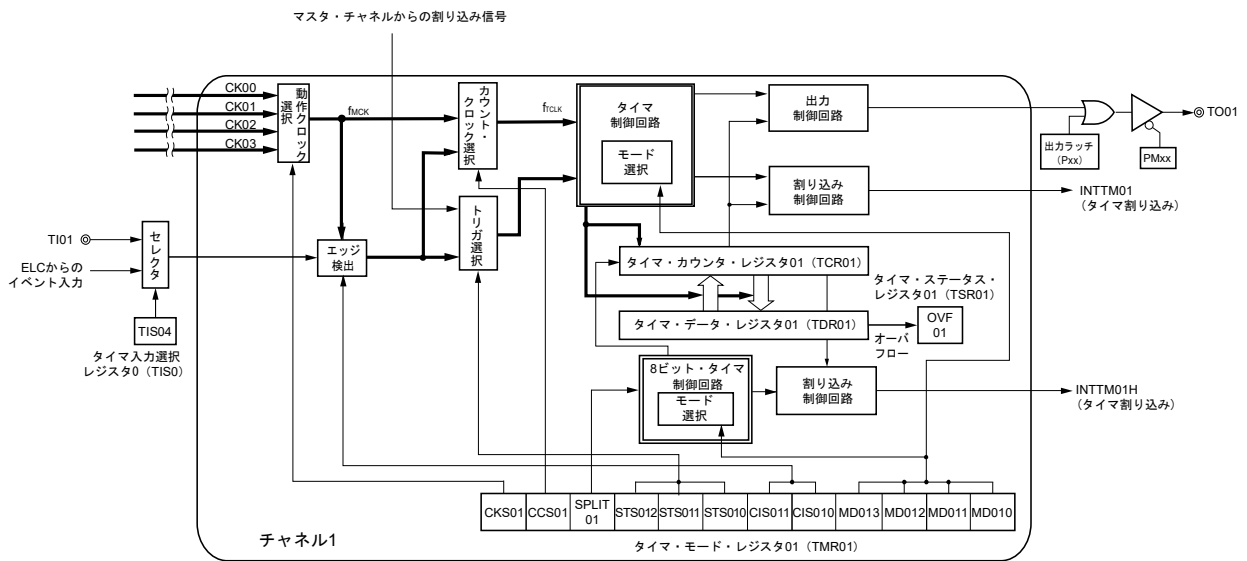 マスタ・チャネルからの割り込み信号
CK00
CK01
CK02
CK03
動作クロック
選択
fMCK
カウント・
クロック選択
fTCLK
タイマ
制御回路
モード
選択
出力
制御回路
TO01
出力ラッチ
(Pxx)
PMxx
割り込み
制御回路
INTTM01
(タイマ割り込み)
トリガ選択
TI01
ELCからの
イベント入力
セレクタ
エッジ
検出
TIS04
タイマ入力選択
レジスタ0(TIS0)
タイマ・カウンタ・レジスタ01(TCR01)
タイマ・ステータス・
レジスタ01(TSR01)
タイマ・データ・レジスタ01(TDR01)
OVF
01
オーバ
フロー
8ビット・タイマ
制御回路
モード
選択
割り込み
制御回路
INTTM01H
(タイマ割り込み)
CKS01
CCS01
SPLIT
01
STS012
STS011
STS010
CIS011
CIS010
MD013
MD012
MD011
MD010
チャネル1
タイマ・モード・レジスタ01(TMR01)